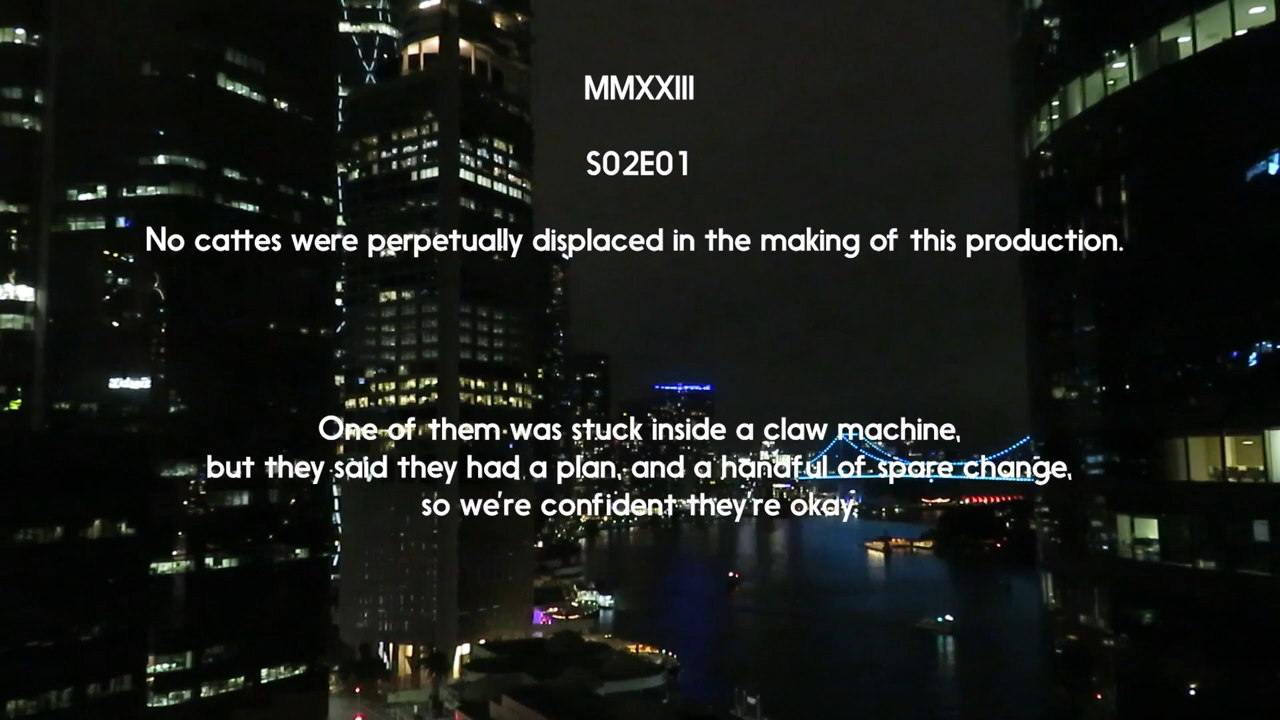 MMXXIII
S02E01
No cattes were perpetually displaced in the making of this production.
One of them was stuck inside a claw machine,
but they said they had a plan, and a handful of spare change,
so we're confident they're okay.